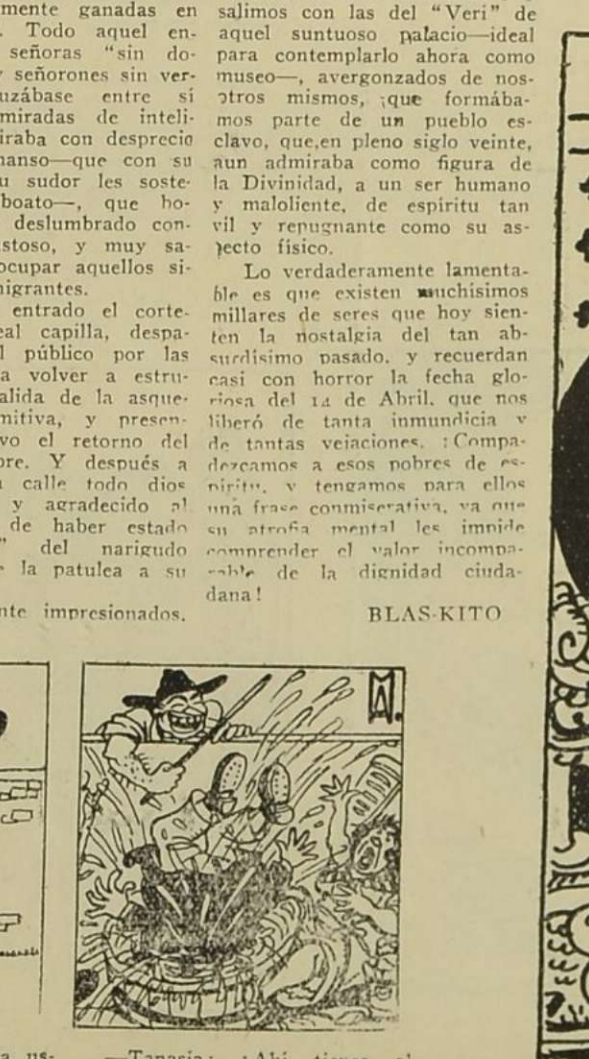 mente ganadas en
. Todo aquel en-
señoras "sin do-
y señorones sin ver-
uzábase entre sí
miradas de inteli-
iraba con desprecio
manso—que con su
u sudor les soste-
boato—, que ho-
deslumbrado con-
stoso, y muy sa-
ocupar aquellos si-
migrantes.
entrado el corte-
eal capilla, despa-
l público por las
a volver a estru-
alida de la asque-
mitiva, y presen-
vo el retorno del
bre. Y después a
a calle todo dios
y agradecido al
de haber estado
" del narigudo
e la patulea a su
nte impresionados.
salimos con las del "Veri" de
aquel suntuoso palacio—ideal
para contemplarlo ahora como
museo—, avergonzados de nos-
otros mismos, ¡que formába-
mos parte de un pueblo es-
clavo, que,en pleno siglo veinte,
aun admiraba como figura de
la Divinidad, a un ser humano
y maloliente, de espíritu tan
vil y repugnante como su as-
pecto físico.
Lo verdaderamente lamenta-
ble es que existen muchísimos
millares de seres que hoy sien-
ten la nostalgia del tan ab-
surdísimo pasado, y recuerdan
casi con horror la fecha glo-
riosa del 14 de Abril, que nos
liberó de tanta inmundicia y
de tantas vejaciones. ¡Compa-
dezcamos a esos pobres de es-
píritu, y tengamos para ellos
una frase conmiserativa, ya que
su atrofia mental les impide
comprender el valor incompa-
rable de la dignidad ciuda-
dana!
BLAS-KITO
a us-
—Tanasia: ¡Ahí tienes